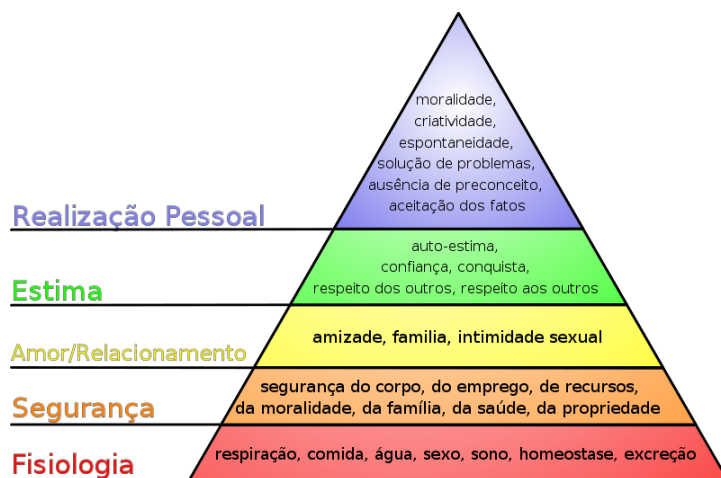 moralidade,
criatividade,
espontaneidade,
solução de problemas,
ausência de preconceito,
aceitação dos fatos
Realização Pessoal
auto-estima,
confiança, conquista,
respeito dos outros, respeito aos outros
Estima
amizade, familia, intimidade sexual
Amor/Relacionamento
segurança do corpo, do emprego, de recursos,
da moralidade, da família, da saúde, da propriedade
Segurança
respiração, comida, água, sexo, sono, homeostase, excreção
Fisiologia